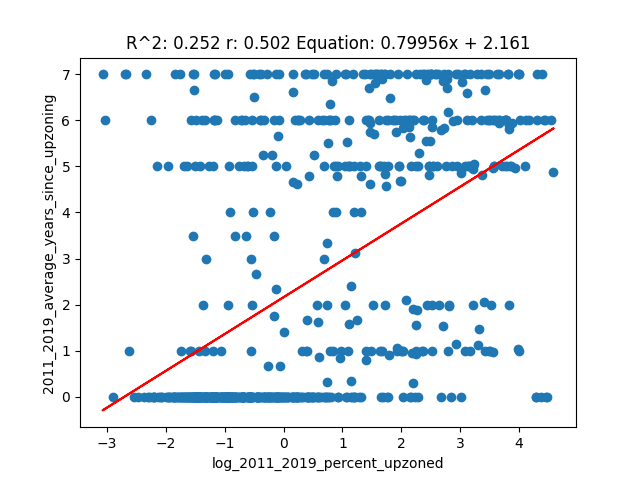 R^2: 0.252 r: 0.502 Equation: 0.79956x + 2.161
2011_2019_average_years_since_upzoning
7
6
5
4
3
2
1
0
−3 −2 −1 0 1 2 3 4
log_2011_2019_percent_upzoned